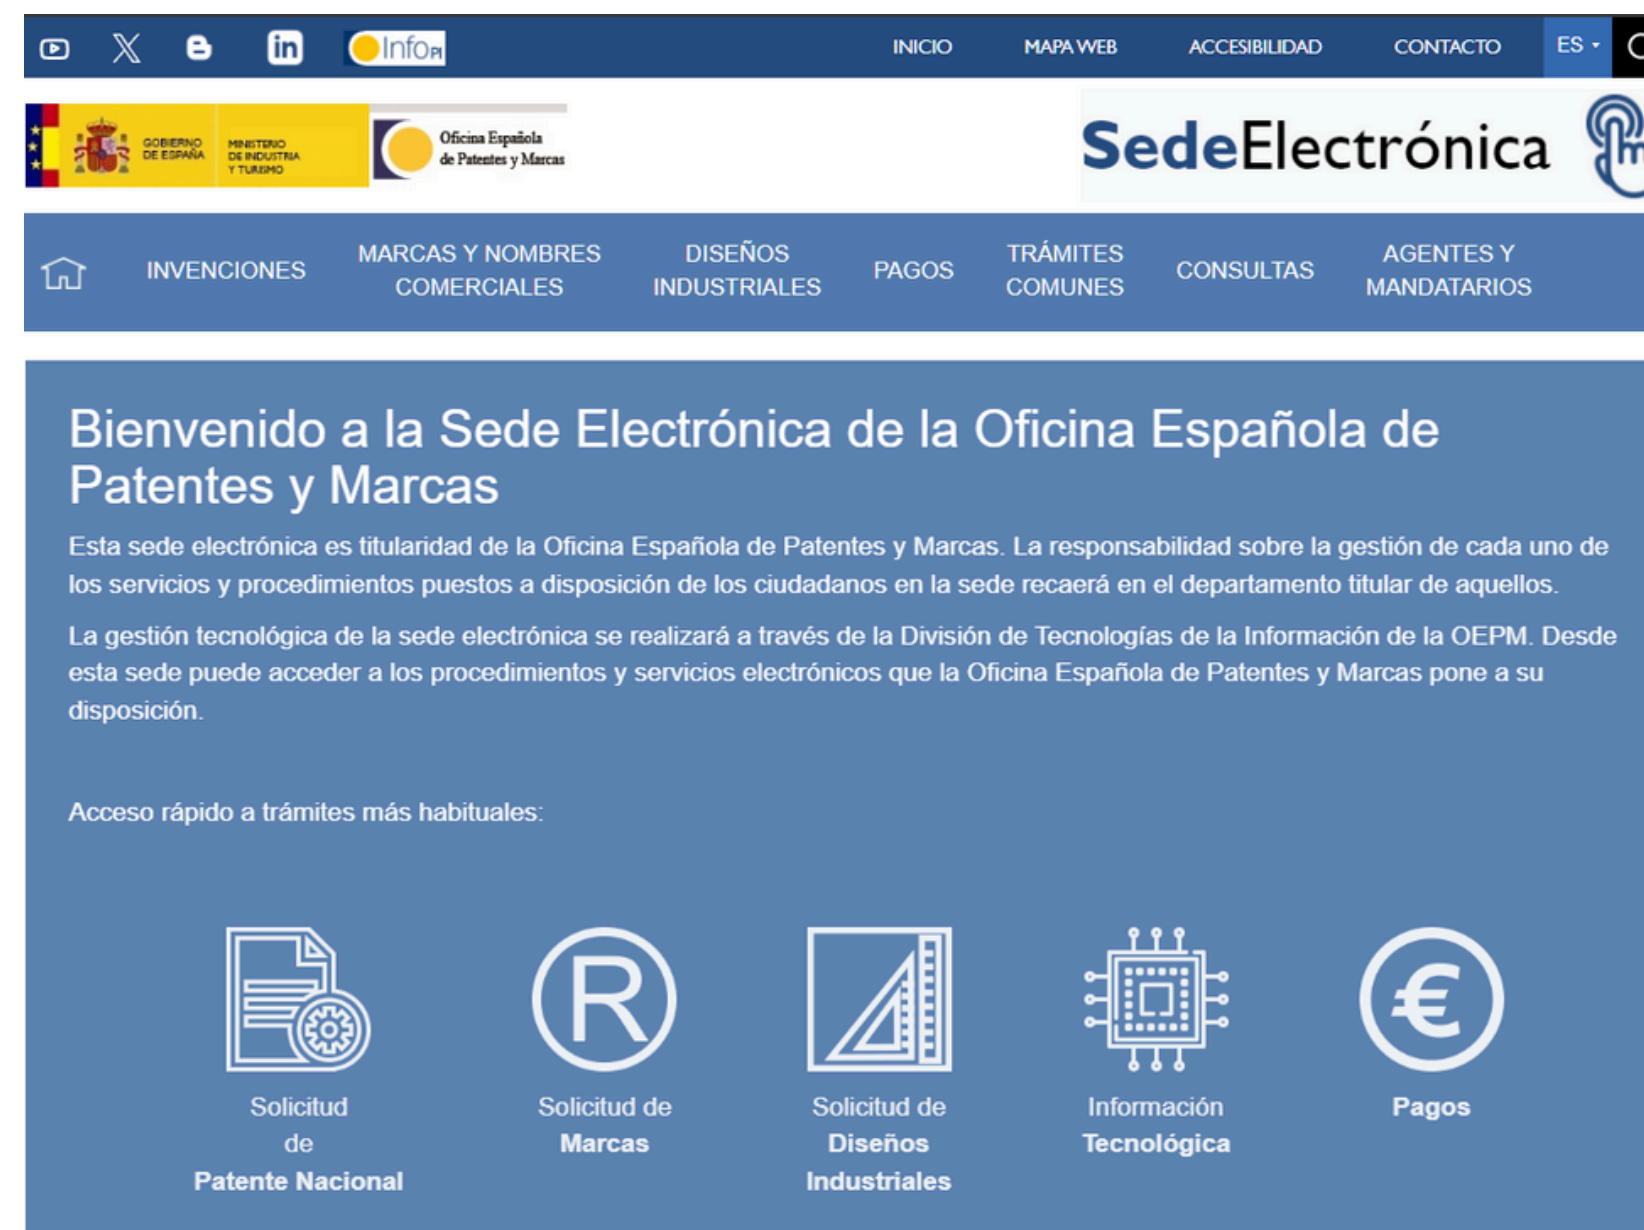 InfoPI
INICIO
MAPA WEB
ACCESIBILIDAD
CONTACTO
ES
GOBIERNO
DE ESPAÑA
MINISTERIO
DE INDUSTRIA
Y TURISMO
Oficina Española
de Patentes y Marcas
SedeElectrónica
INVENCIONES
MARCAS Y NOMBRES
COMERCIALES
DISEÑOS
INDUSTRIALES
PAGOS
TRÁMITES
COMUNES
CONSULTAS
AGENTES Y
MANDATARIOS
Bienvenido a la Sede Electrónica de la Oficina Española de
Patentes y Marcas
Esta sede electrónica es titularidad de la Oficina Española de Patentes y Marcas. La responsabilidad sobre la gestión de cada uno de
los servicios y procedimientos puestos a disposición de los ciudadanos en la sede recaerá en el departamento titular de aquellos.
La gestión tecnológica de la sede electrónica se realizará a través de la División de Tecnologías de la Información de la OEPM. Desde
esta sede puede acceder a los procedimientos y servicios electrónicos que la Oficina Española de Patentes y Marcas pone a su
disposición.
Acceso rápido a trámites más habituales:
R
€
Solicitud
de
Patente Nacional
Solicitud de
Marcas
Solicitud de
Diseños
Industriales
Información
Tecnológica
Pagos